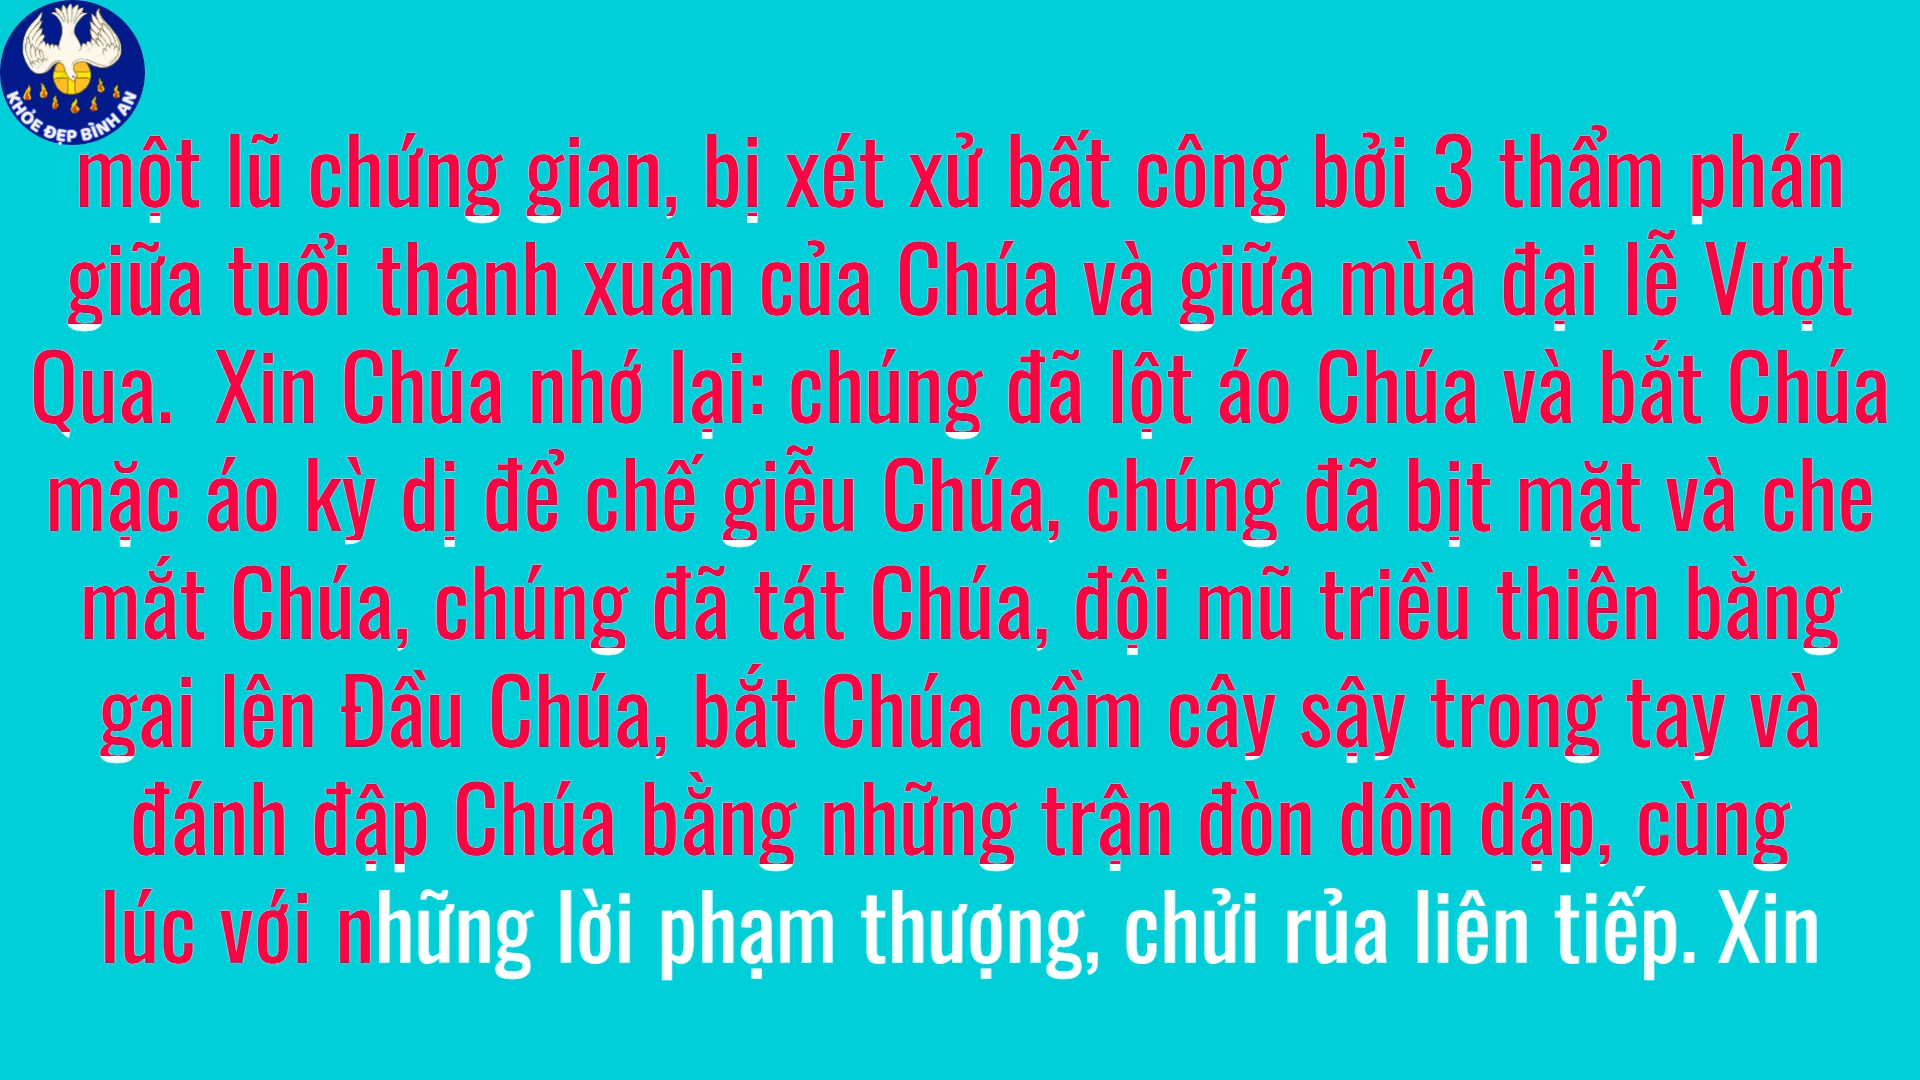 KHỎE ĐẸP BÌNH AN
một lũ chứng gian, bị xét xử bất công bởi 3 thẩm phán
giữa tuổi thanh xuân của Chúa và giữa mùa đại lễ Vượt
Qua.  Xin Chúa nhớ lại: chúng đã lột áo Chúa và bắt Chúa
mặc áo kỳ dị để chế giễu Chúa, chúng đã bịt mặt và che
mắt Chúa, chúng đã tát Chúa, đội mũ triều thiên bằng
gai lên Đầu Chúa, bắt Chúa cầm cây sậy trong tay và
đánh đập Chúa bằng những trận đòn dồn dập, cùng
lúc với những lời phạm thượng, chửi rủa liên tiếp. Xin